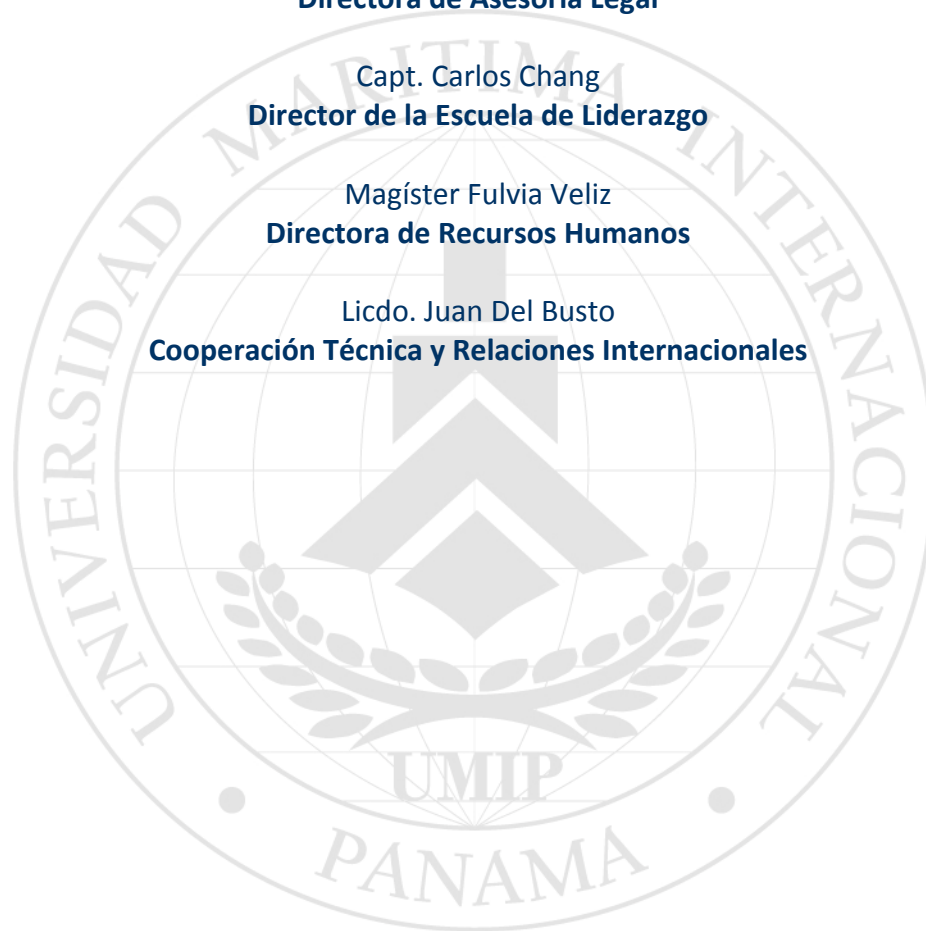 Directora de Asesoría Legal
Capt. Carlos Chang
Director de la Escuela de Liderazgo
Magíster Fulvia Veliz
Directora de Recursos Humanos
Licdo. Juan Del Busto
Cooperación Técnica y Relaciones Internacionales
UNIVERSIDAD MARITIMA INTERNACIONAL
UMIP
PANAMA